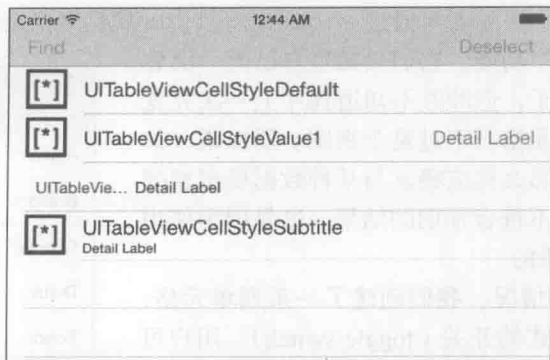 Carrier 12:44 AM
Find Deselect
[*] UITableViewCellStyleDefault
[*] UITableViewCellStyleValue1 Detail Label
UITableVie... Detail Label
[*] UITableViewCellStyleSubtitle
Detail Label